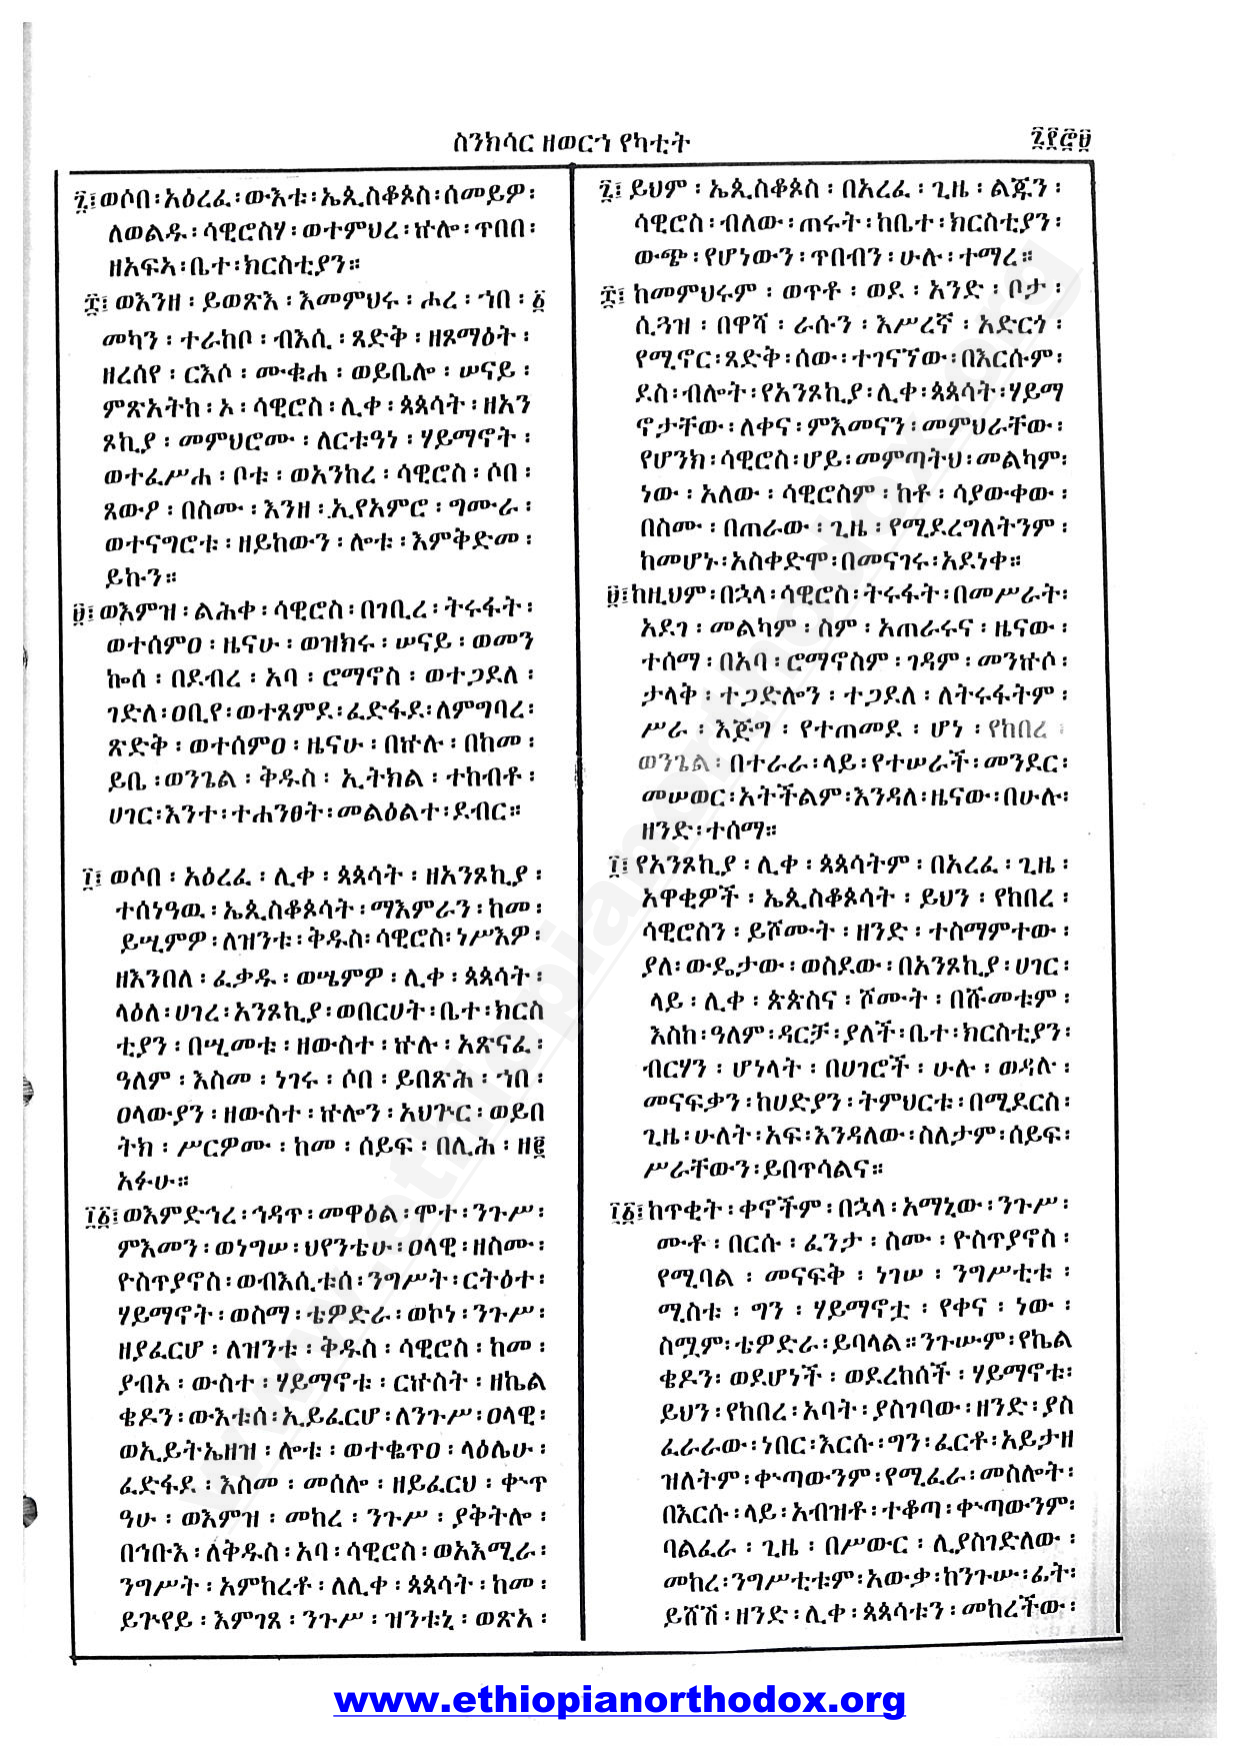 ስንክሳር ዘወርኀ የካቲት
፯፤ወሶበ፡አዕረፈ፡ውእቱ፡ኤጲስቆጶስ፡ሰመይዎ፡
ለወልዱ፡ሳዊሮስሃ፡ወተምህረ፡ኵሎ፡ጥበበ፡
ዘአፍአ፡ቤተ፡ክርስቲያን።
፰፤ ወእንዘ፡ይወጽእ፡እመምህሩ፡ሖረ፡ኀበ፡፩
መካን፡ተራከቦ፡ብእሲ፡ጻድቅ፡ዘጸማዕት፡
ዘረሰየ፡ርእሶ፡ሙቁሐ፡ወይቤሎ፡ሠናይ፡
ምጽአትከ፡ኦ፡ሳዊሮስ፡ሊቀ፡ጳጳሳት፡ዘአን
ጾኪያ፡መምህሮሙ፡ለርቱዓነ፡ሃይማኖት፡
ወተፈሥሐ፡ቦቱ፡ወአንከረ፡ሳዊሮስ፡ሶበ፡
ጸውዖ፡በስሙ፡እንዘ፡ኢየአምሮ፡ግሙራ፡
ወተናግሮቱ፡ዘይከውን፡ሎቱ፡እምቅድመ፡
ይኩን።
፱፤ወእምዝ፡ልሕቀ፡ሳዊሮስ፡በገቢረ፡ትሩፋት፡
ወተሰምዐ፡ዜናሁ፡ወዝክሩ፡ሠናይ፡ወመን
ኰሰ፡በደብረ፡አባ፡ሮማኖስ፡ወተጋደለ፡
ገድለ፡ዐቢየ፡ወተጸምደ፡ፈድፋደ፡ለምግባረ፡
ጽድቅ፡ወተሰምዐ፡ዜናሁ፡በኵሉ፡በከመ፡
ይቤ፡ወንጌል፡ቅዱስ፡ኢትክል፡ተከብቶ፡
ሀገር፡እንተ፡ተሐንፀት፡መልዕልተ፡ደብር።
፲፤ ወሶበ፡አዕረፈ፡ሊቀ፡ጳጳሳት፡ዘአንጾኪያ፡
ተሰነዓዉ፡ኤጲስቆጶሳት፡ማእምራን፡ከመ፡
ይሢምዎ፡ለዝንቱ፡ቅዱስ፡ሳዊሮስ፡ነሥእዎ፡
ዘእንበለ፡ፈቃዱ፡ወሤምዎ፡ሊቀ፡ጳጳሳት፡
ላዕለ፡ሀገረ፡አንጾኪያ፡ወበርሀት፡ቤተ፡ክርስ
ቲያን፡በሢመቱ፡ዘውስተ፡ኵሉ፡አጽናፈ፡
ዓለም፡እስመ፡ነገሩ፡ሶበ፡ይበጽሕ፡ኀበ፡
ዐላውያን፡ዘውስተ፡ኵሎን፡አህጉር፡ወይበ
ትክ፡ሥርዎሙ፡ከመ፡ሰይፍ፡በሊሕ፡ዘ፪
አፉሁ።
፲፩፤ወእምድኅረ፡ኅዳጥ፡መዋዕል፡ሞተ፡ንጉሥ፡
ምእመን፡ወነግሠ፡ህየንቴሁ፡ዐላዊ፡ዘስሙ፡
ዮስጥያኖስ፡ወብእሲቱሰ፡ንግሥት፡ርትዕተ፡
ሃይማኖት፡ወስማ፡ቴዎድራ፡ወኮነ፡ንጉሥ፡
ዘያፈርሆ፡ለዝንቱ፡ቅዱስ፡ሳዊሮስ፡ከመ፡
ያብኦ፡ውስተ፡ሃይማኖቱ፡ርኵስት፡ዘኬል
ቄዶን፡ውእቱሰ፡ኢይፈርሆ፡ለንጉሥ፡ዐላዊ፡
ወኢይትኤዘዝ፡ሎቱ፡ወተቈጥዐ፡ላዕሌሁ፡
ፈድፋደ፡እስመ፡መሰሎ፡ዘይፈርህ፡ቍጥ
ዓሁ፡ወእምዝ፡መከረ፡ንጉሥ፡ያቅትሎ፡
በኅቡእ፡ለቅዱስ፡አባ፡ሳዊሮስ፡ወአእሚራ፡
ንግሥት፡አምከረቶ፡ለሊቀ፡ጳጳሳት፡ከመ፡
ይጕየይ፡እምገጸ፡ንጉሥ፡ዝንቱኒ፡ወጽአ፡
፯፤ ይህም፡ኤጲስቆጶስ፡በአረፈ፡ጊዜ፡ልጁን፡
ሳዊሮስ፡ብለው፡ጠሩት፡ከቤተ፡ክርስቲያን፡
ውጭ፡የሆነውን፡ጥበብን፡ሁሉ፡ተማረ።
፰፤ ከመምህሩም፡ወጥቶ፡ወደ፡አንድ፡ቦታ፡
ሲጓዝ፡በዋሻ፡ራሱን፡እሥረኛ፡አድርጎ፡
የሚኖር፡ጻድቅ፡ሰው፡ተገናኘው፡በእርሱም፡
ደስ፡ብሎት፡የአንጾኪያ፡ሊቀ፡ጳጳሳት፡ሃይማ
ኖታቸው፡ለቀና፡ምእመናን፡መምህራቸው፡
የሆንክ፡ሳዊሮስ፡ሆይ፡መምጣትህ፡መልካም፡
ነው፡አለው፡ሳዊሮስም፡ከቶ፡ሳያውቀው፡
በስሙ፡በጠራው፡ጊዜ፡የሚደረግለትንም፡
ከመሆኑ፡አስቀድሞ፡በመናገሩ፡አደነቀ።
፱፤ከዚህም፡በኋላ፡ሳዊሮስ፡ትሩፋት፡በመሥራት፡
አደገ፡መልካም፡ስም፡አጠራሩና፡ዜናው፡
ተሰማ፡በአባ፡ሮማኖስም፡ገዳም፡መንኵሶ፡
ታላቅ፡ተጋድሎን፡ተጋደለ፡ለትሩፋትም፡
ሥራ፡እጅግ፡የተጠመደ፡ሆነ፡የከበረ፡
ወንጌል፡በተራራ፡ላይ፡የተሠራች፡መንደር፡
መሠወር፡አትችልም፡እንዳለ፡ዜናው፡በሁሉ፡
ዘንድ፡ተሰማ።
፲፤ የአንጾኪያ፡ሊቀ፡ጳጳሳትም፡በአረፈ፡ጊዜ፡
አዋቂዎች፡ኤጲስቆጶሳት፡ይህን፡የከበረ፡
ሳዊሮስን፡ይሾሙት፡ዘንድ፡ተስማምተው፡
ያለ፡ውዴታው፡ወስደው፡በአንጾኪያ፡ሀገር፡
ላይ፡ሊቀ፡ጵጵስና፡ሾሙት፡በሹመቱም፡
እስከ፡ዓለም፡ዳርቻ፡ያለች፡ቤተ፡ክርስቲያን፡
ብርሃን፡ሆነላት፡በሀገሮች፡ሁሉ፡ወዳሉ፡
መናፍቃን፡ከሀድያን፡ትምህርቱ፡በሚደርስ፡
ጊዜ፡ሁለት፡አፍ፡እንዳለው፡ስለታም፡ሰይፍ፡
ሥራቸውን፡ይበጥሳልና።
፲፩፤ከጥቂት፡ቀኖችም፡በኋላ፡አማኒው፡ንጉሥ፡
ሙቶ፡በርሱ፡ፈንታ፡ስሙ፡ዮስጥያኖስ፡
የሚባል፡መናፍቅ፡ነገሠ፡ንግሥቲቱ፡
ሚስቱ፡ግን፡ሃይማኖቷ፡የቀና፡ነው፡
ስሟም፡ቴዎድራ፡ይባላል።ንጉሡም፡የኬል
ቄዶን፡ወደሆነች፡ወደረከሰች፡ሃይማኖቱ፡
ይህን፡የከበረ፡አባት፡ያስገባው፡ዘንድ፡ያስ
ፈራራው፡ነበር፡እርሱ፡ግን፡ፈርቶ፡አይታዘ
ዝለትም፡ቍጣውንም፡የሚፈራ፡መስሎት፡
በእርሱ፡ላይ፡አብዝቶ፡ተቆጣ፡ቍጣውንም፡
ባልፈራ፡ጊዜ፡በሥውር፡ሊያስገድለው፡
መከረ፡ንግሥቲቱም፡አውቃ፡ከንጉሡ፡ፊት፡
ይሸሽ፡ዘንድ፡ሊቀ፡ጳጳሳቱን፡መከረችው፡
www.ethiopianorthodox.org